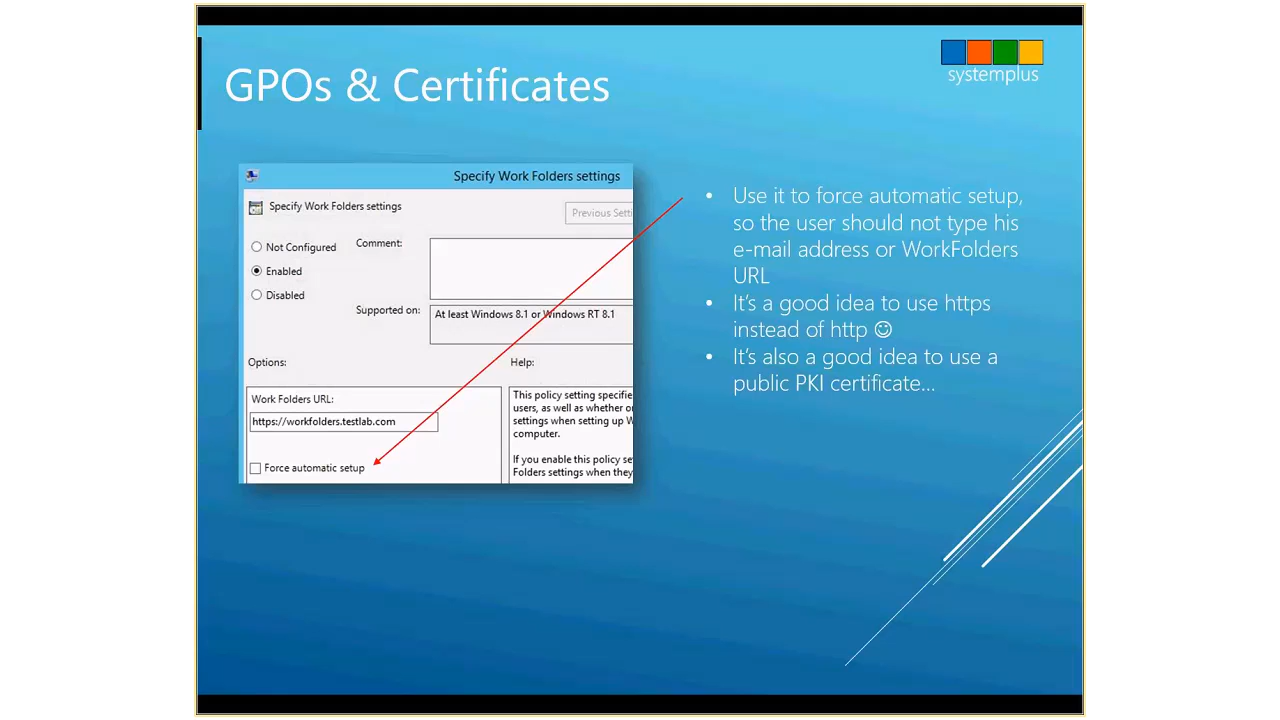 GPOs & Certificates
systemplus
Specify Work Folders settings
Specify Work Folders settings
Previous Setti
Not Configured
Comment:
Enabled
Disabled
Supported on:
At least Windows 8.1 or Windows RT 8.1
Options:
Help:
Work Folders URL:
https://workfolders.testlab.com
Force automatic setup
This policy setting specifie
users, as well as whether o
settings when setting up W
computer.
If you enable this policy se
Folders settings when they
• Use it to force automatic setup,
so the user should not type his
e-mail address or WorkFolders
URL
• It's a good idea to use https
instead of http ☺
• It's also a good idea to use a
public PKI certificate...